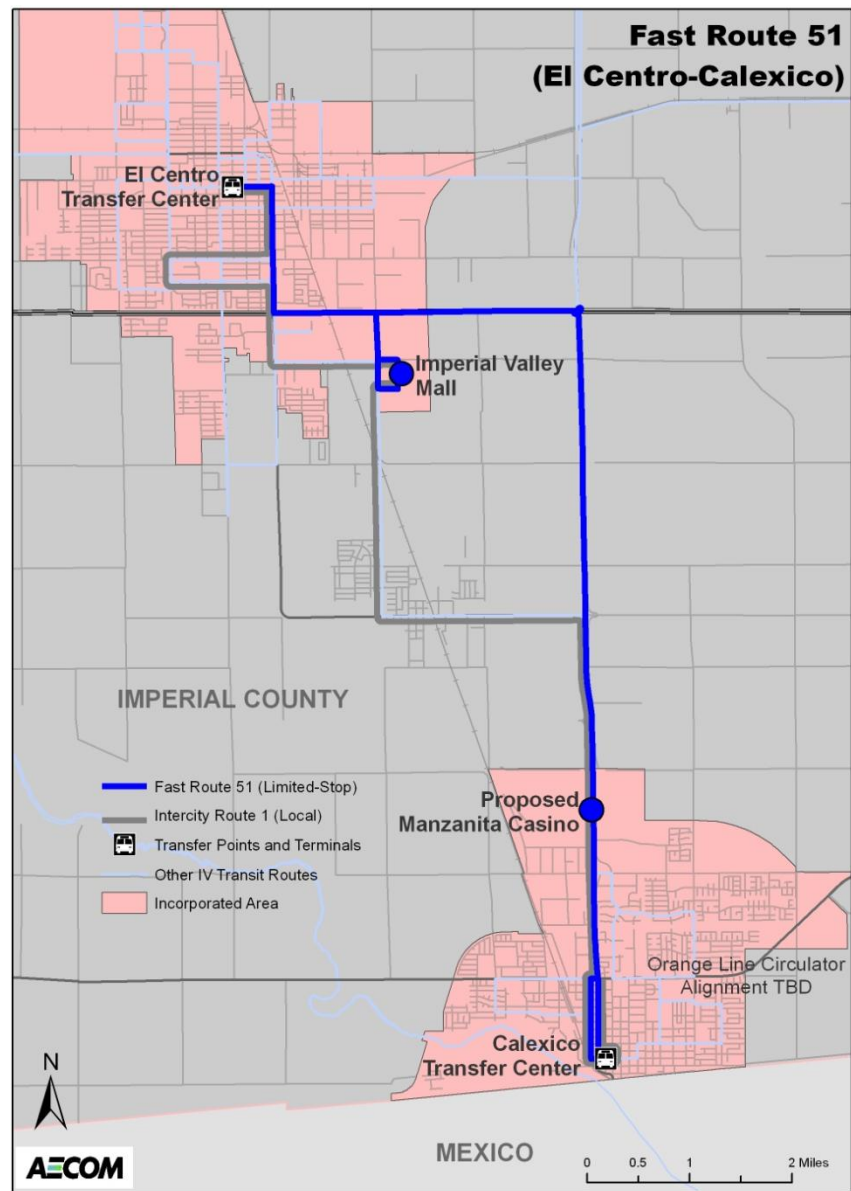 Fast Route 51
(El Centro-Calexico)
El Centro
Transfer Center
Imperial Valley
Mall
IMPERIAL COUNTY
Fast Route 51 (Limited-Stop)
Intercity Route 1 (Local)
Transfer Points and Terminals
Other IV Transit Routes
Incorporated Area
Proposed
Manzanita Casino
Orange Line Circulator
Alignment TBD
Calexico
Transfer Center
N
MEXICO
AECOM
0 0.5 1 2 Miles